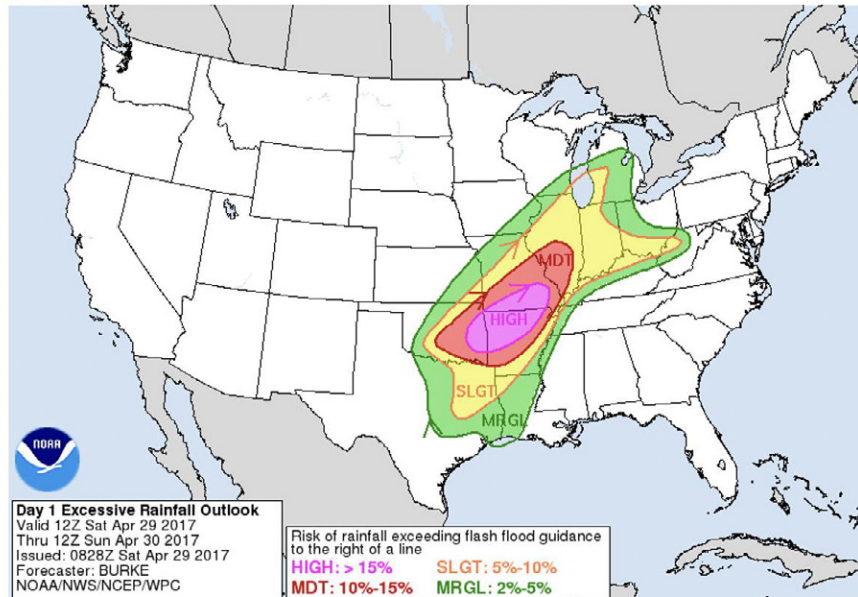 MDT
HIGH
SLGT
MRGL
NOAA
Day 1 Excessive Rainfall Outlook
Valid 12Z Sat Apr 29 2017
Thru 12Z Sun Apr 30 2017
Issued: 0828Z Sat Apr 29 2017
Forecaster: BURKE
NOAA/NWS/NCEP/WPC
Risk of rainfall exceeding flash flood guidance
to the right of a line
HIGH: > 15% SLGT: 5%-10%
MDT: 10%-15% MRGL: 2%-5%